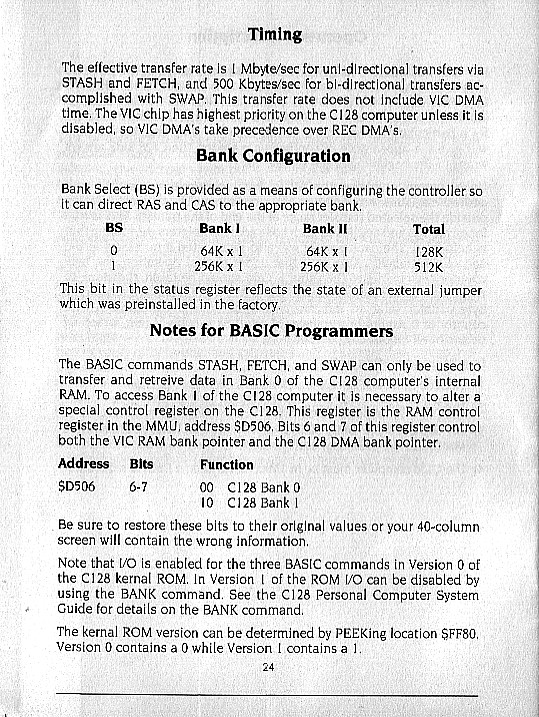 Timing
The effective transfer rate is 1 Mbyte/sec for uni-directional transfers via
STASH and FETCH, and 500 Kbytes/sec for bi-directional transfers ac-
complished with SWAP. This transfer rate does not include VIC DMA
time. The VIC chip has highest priority on the C128 computer unless it is
disabled, so VIC DMA's take precedence over REC DMA's.
Bank Configuration
Bank Select (BS) is provided as a means of configuring the controller so
it can direct RAS and CAS to the appropriate bank.
BS Bank I Bank II Total
0 64K x 1 64K x 1 128K
1 256K x 1 256K x 1 512K
This bit in the status register reflects the state of an external jumper
which was preinstalled in the factory.
Notes for BASIC Programmers
The BASIC commands STASH, FETCH, and SWAP can only be used to
transfer and retreive data in Bank 0 of the C128 computer's internal
RAM. To access Bank 1 of the C128 computer it is necessary to alter a
special control register on the C128. This register is the RAM control
register in the MMU, address $D506. Bits 6 and 7 of this register control
both the VIC RAM bank pointer and the C128 DMA bank pointer.
Address Bits Function
$D506 6-7 00 C128 Bank 0
10 C128 Bank 1
Be sure to restore these bits to their original values or your 40-column
screen will contain the wrong information.
Note that I/O is enabled for the three BASIC commands in Version 0 of
the C128 kernal ROM. In Version 1 of the ROM I/O can be disabled by
using the BANK command. See the C128 Personal Computer System
Guide for details on the BANK command.
The kernal ROM version can be determined by PEEKing location $FF80.
Version 0 contains a 0 while Version 1 contains a 1.
24